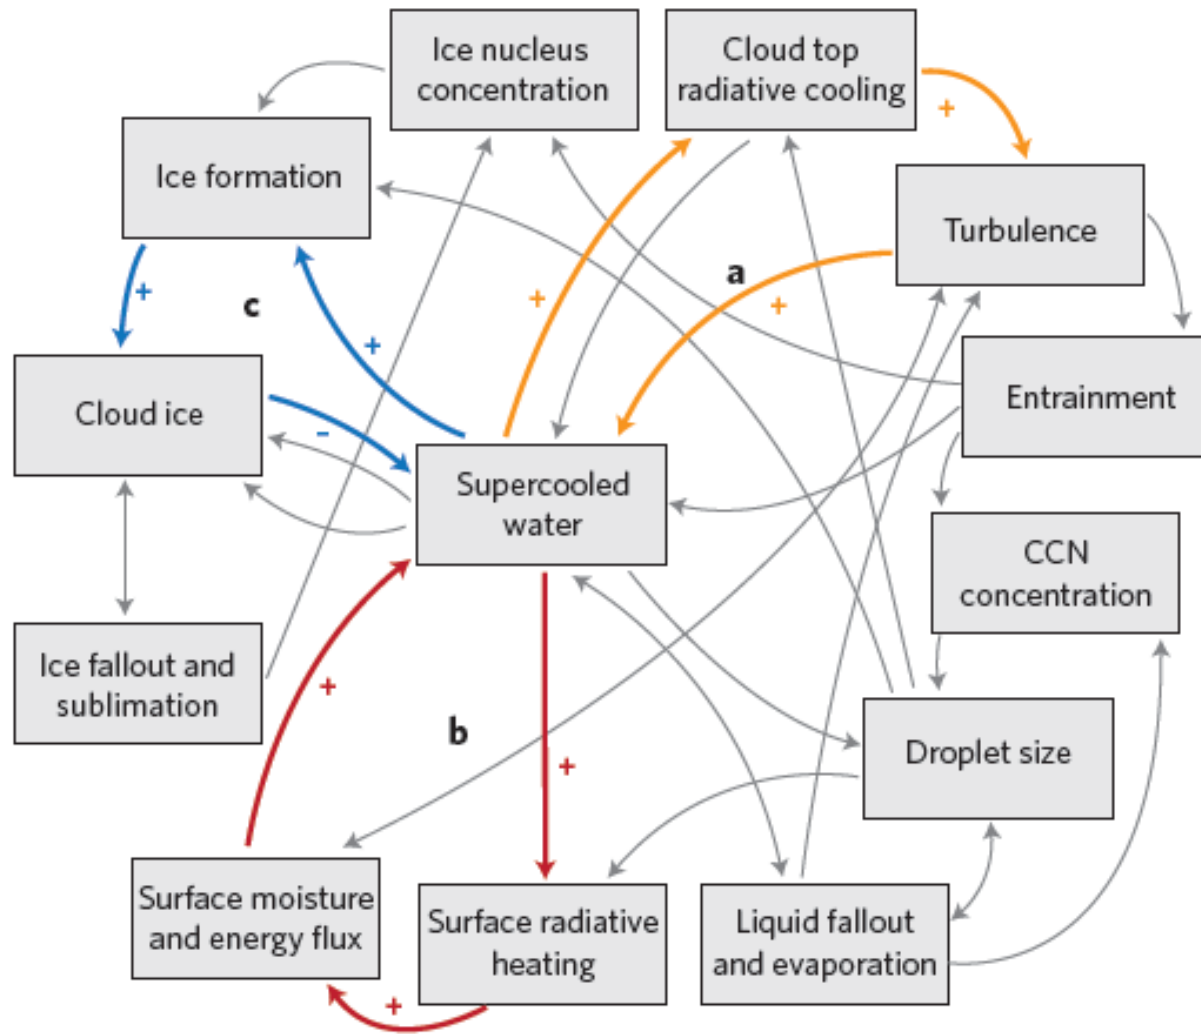 Ice nucleus
concentration
Cloud top
radiative cooling
+
Ice formation
Turbulence
+
c
+
a
+
+
Cloud ice
-
Entrainment
Supercooled
water
CCN
concentration
Ice fallout and
sublimation
+
b
+
Droplet size
Surface moisture
and energy flux
Surface radiative
heating
Liquid fallout
and evaporation
+